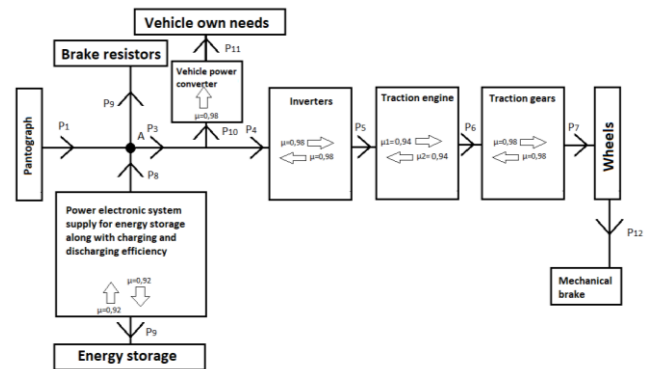 Vehicle own needs
P11
Brake resistors
Vehicle power
converter
μ=0,98
P9
Pantograph
P1
A
P3
P10
P4
Inverters
μ=0,98
μ=0,98
P5
Traction engine
μ1=0,94
μ2=0,94
P6
Traction gears
μ=0,98
μ=0,98
P7
Wheels
P12
Mechanical
brake
P8
Power electronic system
supply for energy storage
along with charging and
discharging efficiency
μ=0,92
μ=0,92
P9
Energy storage